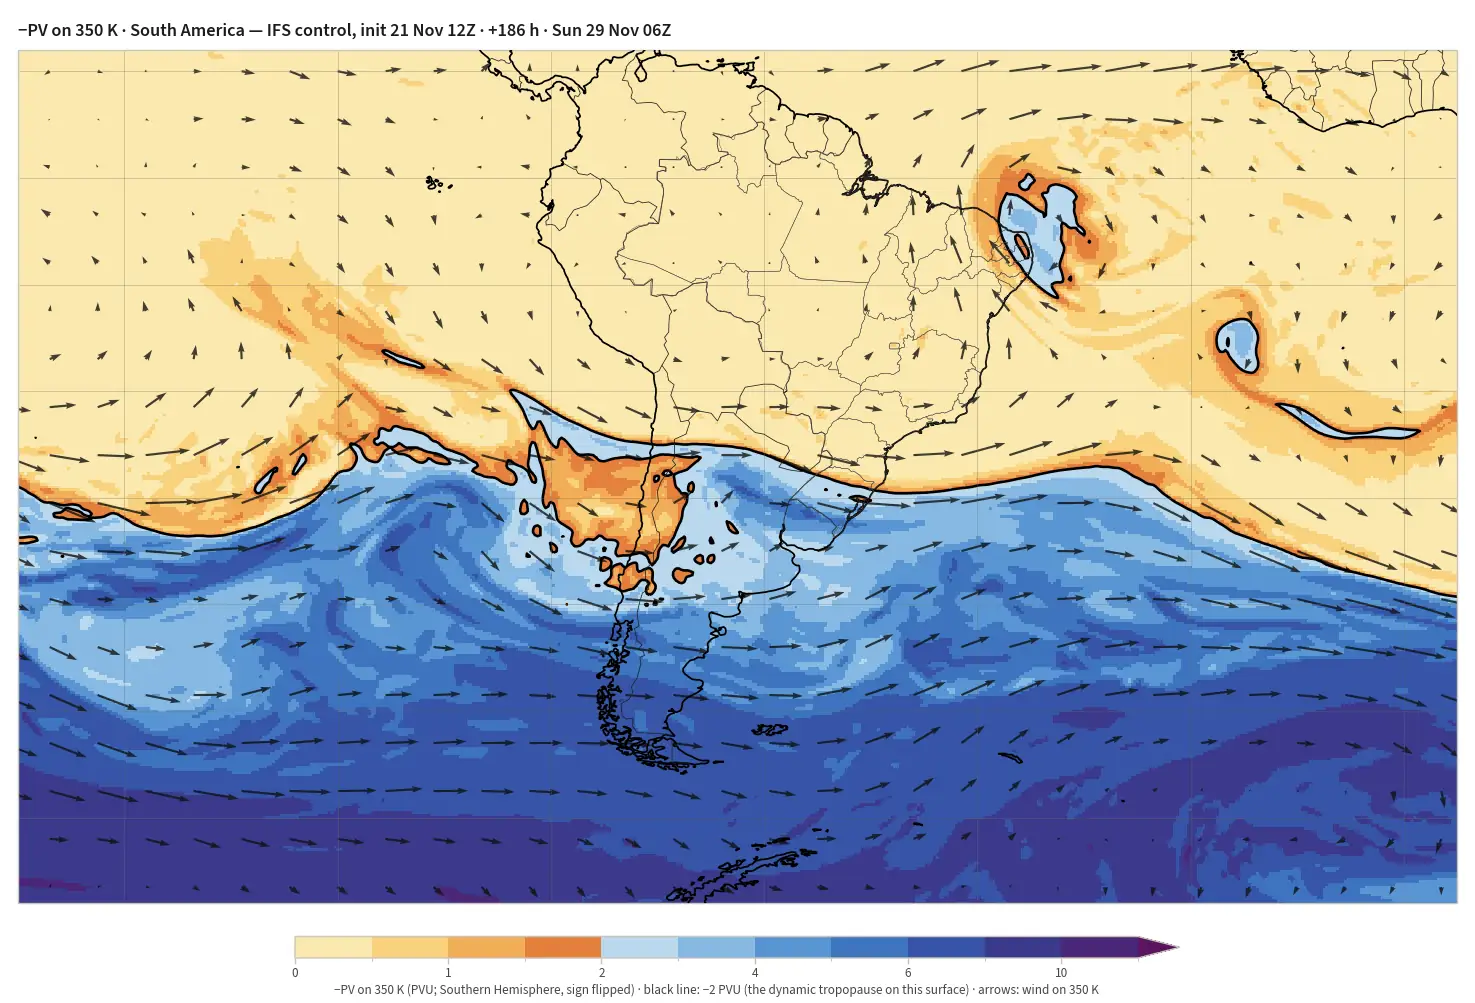 −PV on 350 K · South America — IFS control, init 21 Nov 12Z · +186 h · Sun 29 Nov 06Z
0 1 2 4 6 10
−PV on 350 K (PVU; Southern Hemisphere, sign flipped) · black line: −2 PVU (the dynamic tropopause on this surface) · arrows: wind on 350 K